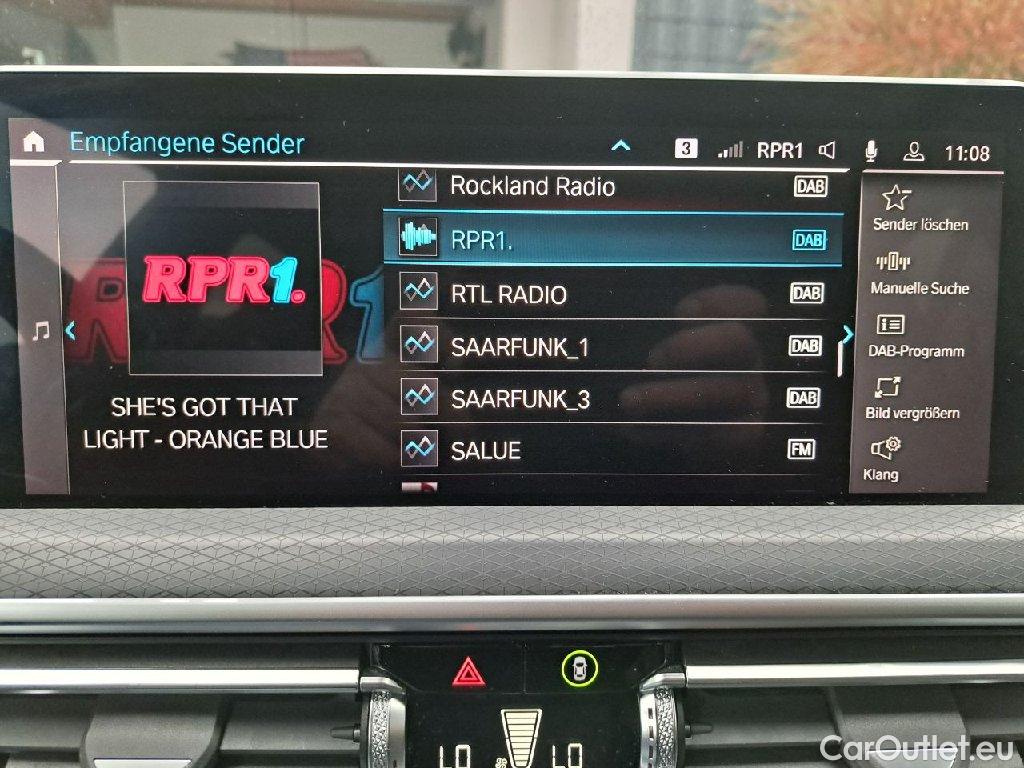 Empfangene Sender
3 RPR1 11:08
Rockland Radio DAB
RPR1. DAB
RTL RADIO DAB
SAARFUNK_1 DAB
SAARFUNK_3 DAB
SALUE FM
RPR1.
RPR1
SHE'S GOT THAT
LIGHT - ORANGE BLUE
Sender löschen
Manuelle Suche
DAB-Programm
Bild vergrößern
Klang
LO LO
CarOutlet.eu